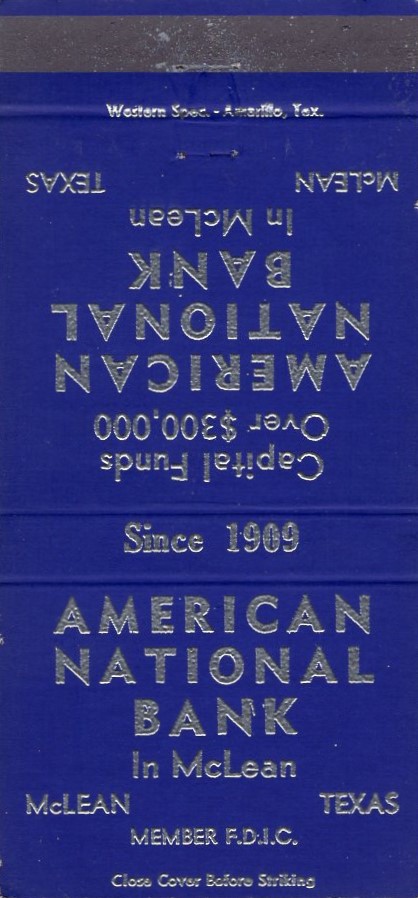 Western Spec. - Amarillo, Tex.
Capital Funds
Over $300,000
AMERICAN
NATIONAL
BANK
In McLean
McLEAN TEXAS
Since 1909
AMERICAN
NATIONAL
BANK
In McLean
McLEAN TEXAS
MEMBER F.D.I.C.
Close Cover Before Striking